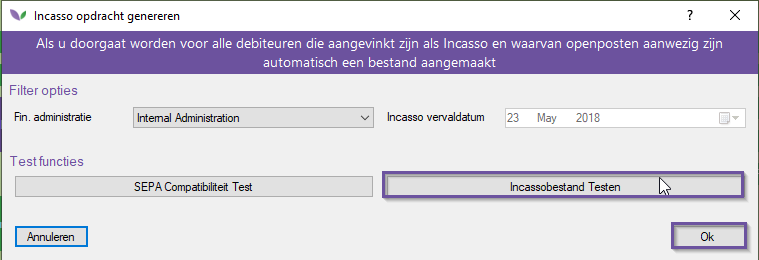 Incasso opdracht genereren
Als u doorgaat worden voor alle debiteuren die aangevinkt zijn als Incasso en waarvan openposten aanwezig zijn
automatisch een bestand aangemaakt
Filter opties
Fin. administratie Internal Administration Incasso vervaldatum 23 May 2018
Test functies
SEPA Compatibiliteit Test Incassobestand Testen
Annuleren Ok